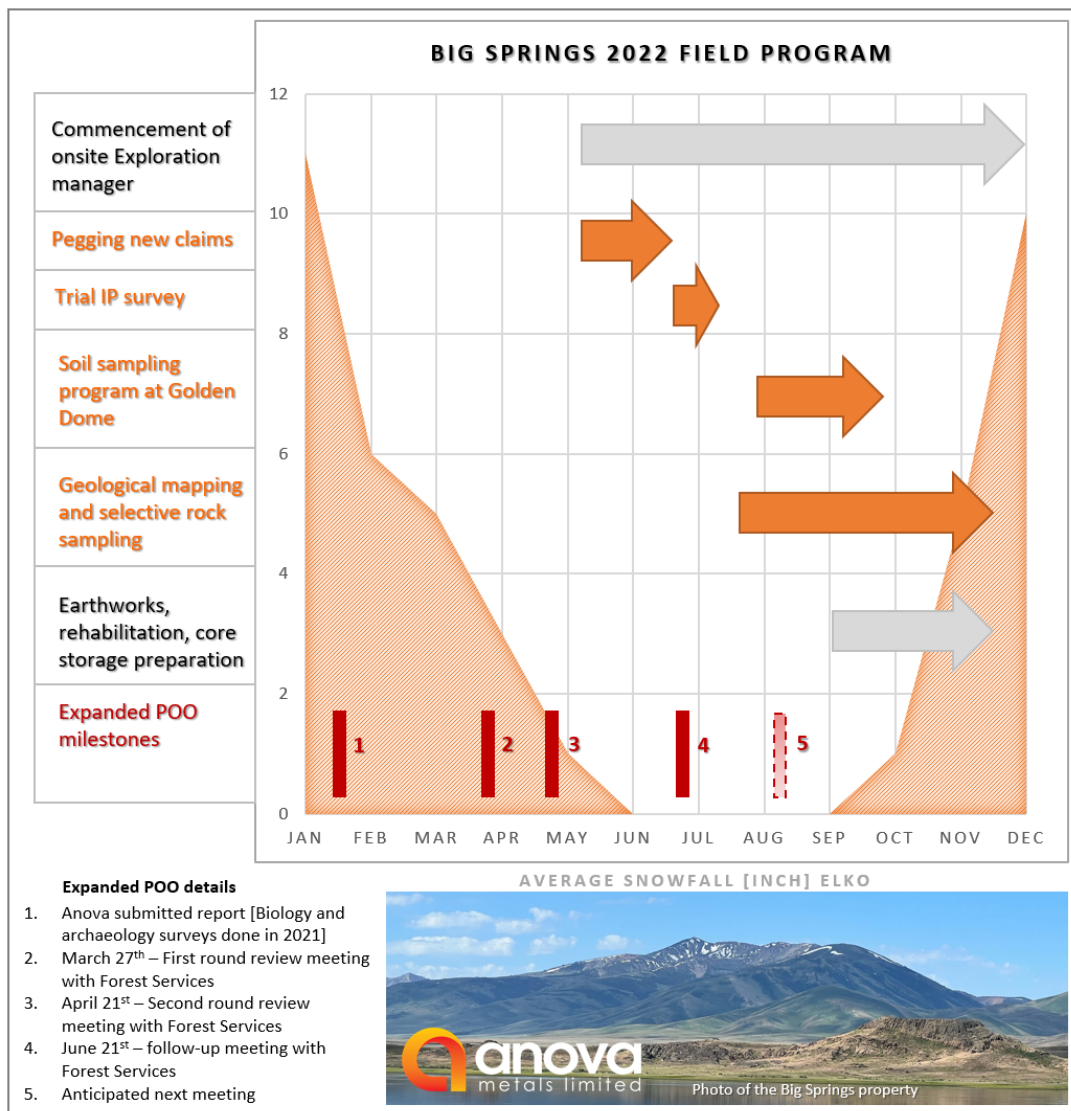 BIG SPRINGS 2022 FIELD PROGRAM
Commencement of
onsite Exploration
manager
Pegging new claims
Trial IP survey
Soil sampling
program at Golden
Dome
Geological mapping
and selective rock
sampling
Earthworks,
rehabilitation, core
storage preparation
Expanded POO
milestones
12
10
8
6
4
2
0
1
2
3
4
5
JAN FEB MAR APR MAY JUN JUL AUG SEP OCT NOV DEC
AVERAGE SNOWFALL [INCH] ELKO
Expanded POO details
1. Anova submitted report [Biology and
archaeology surveys done in 2021]
2. March 27th – First round review meeting
with Forest Services
3. April 21st – Second round review
meeting with Forest Services
4. June 21st – follow-up meeting with
Forest Services
5. Anticipated next meeting
anova
metals limited
Photo of the Big Springs property